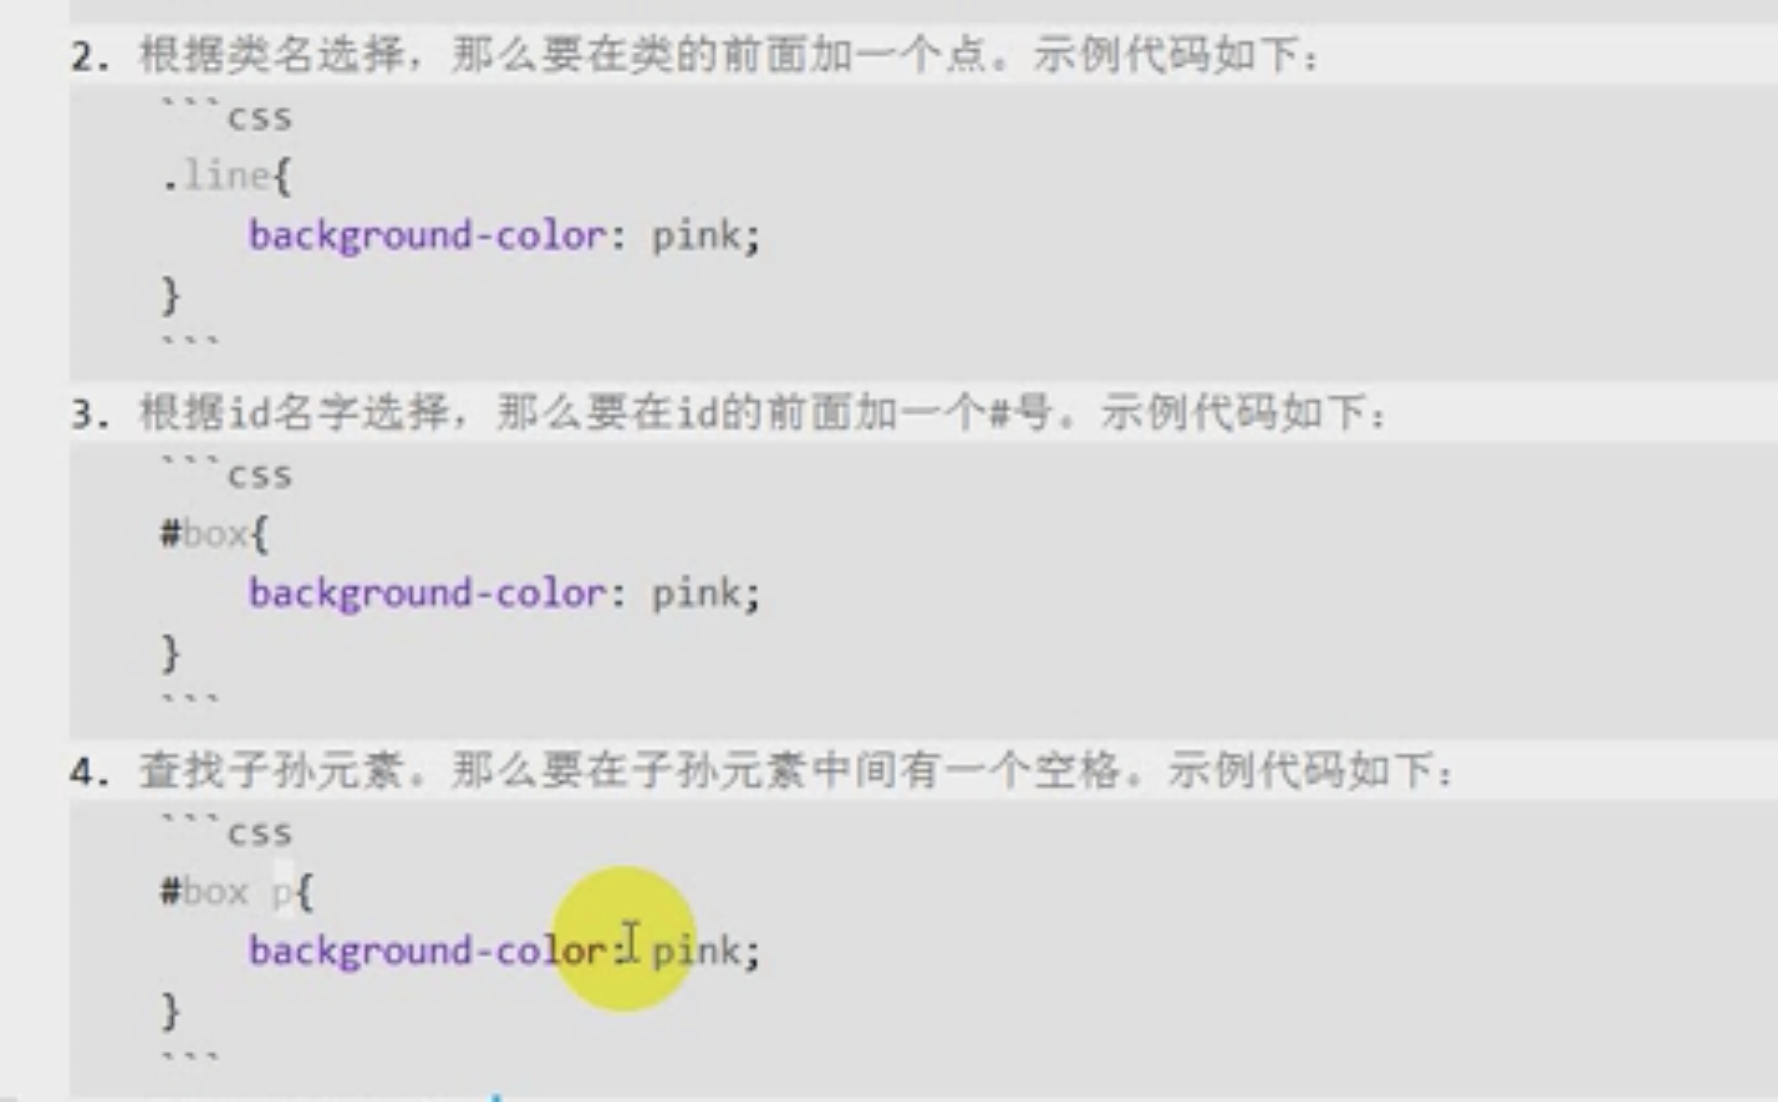 2. 根据类名选择，那么要在类的前面加一个点。示例代码如下：
```css
.line{
background-color: pink;
}
```
3. 根据id名字选择，那么要在id的前面加一个#号。示例代码如下：
```css
#box{
background-color: pink;
}
```
4. 查找子孙元素。那么要在子孙元素中间有一个空格。示例代码如下：
```css
#box p{
background-color: pink;
}
```